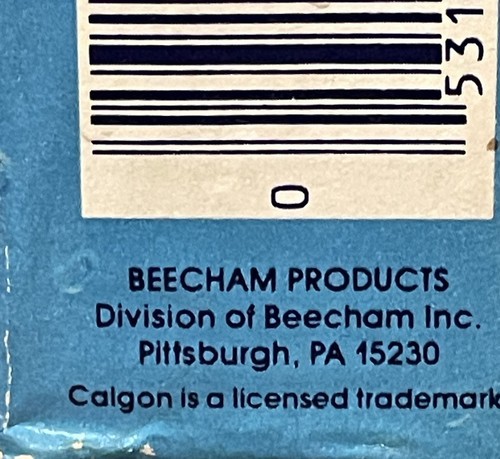 531
0
BEECHAM PRODUCTS
Division of Beecham Inc.
Pittsburgh, PA 15230
Calgon is a licensed trademark